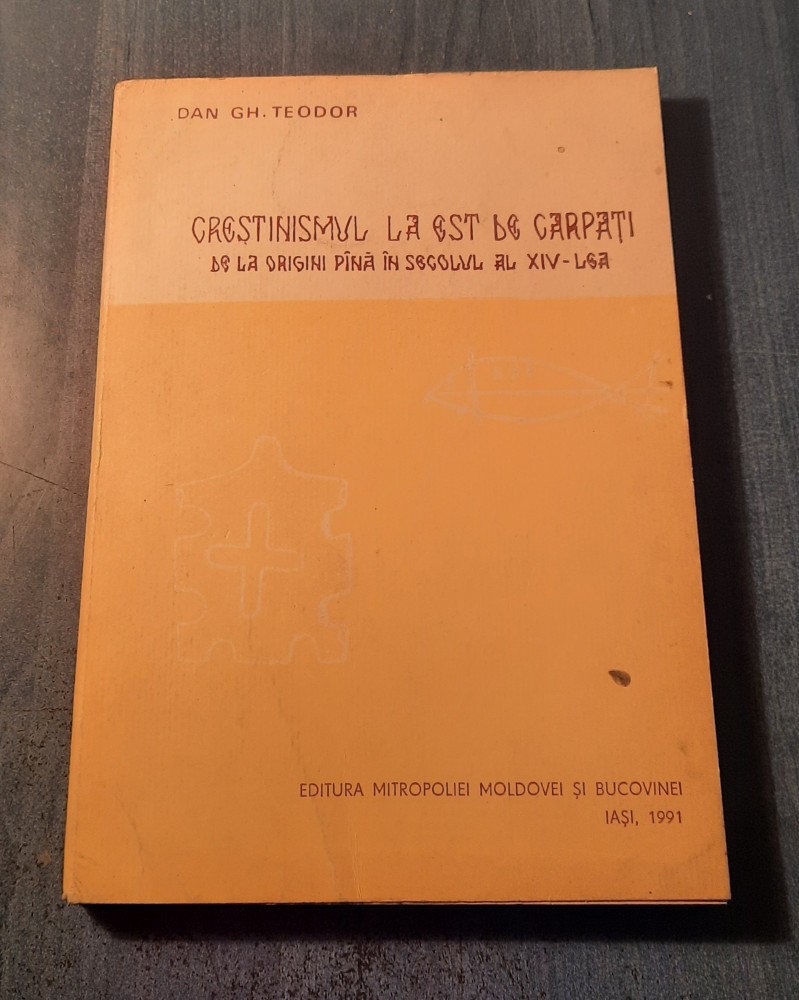 DAN GH. TEODOR
CREȘTINISMUL LA EST DE CARPAȚI
DE LA ORIGINI PÎNĂ ÎN SECOLUL AL XIV-LEA
EDITURA MITROPOLIEI MOLDOVEI ȘI BUCOVINEI
IAȘI, 1991